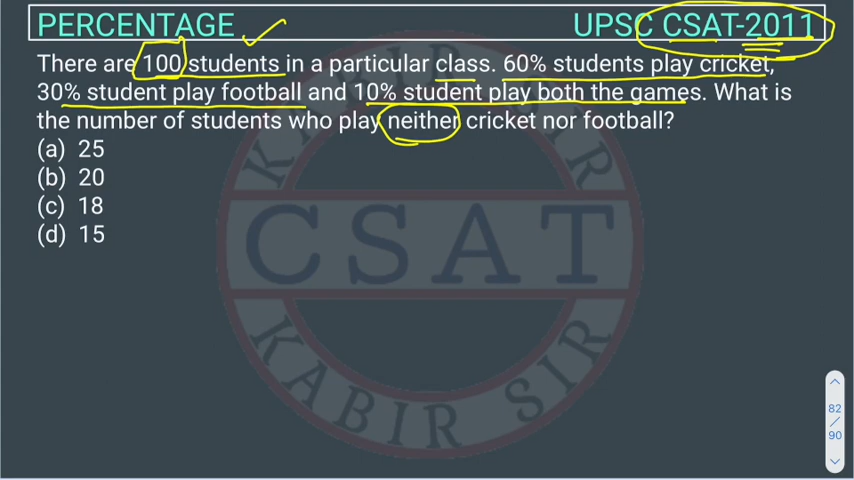 PERCENTAGE
UPSC CSAT-2011
There are 100 students in a particular class. 60% students play cricket,
30% student play football and 10% student play both the games. What is
the number of students who play neither cricket nor football?
(a) 25
(b) 20
(c) 18
(d) 15
KABIR SIR
CSAT
KABIR SIR
82
/
90